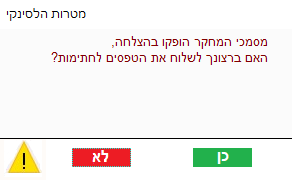 מטרות הלסינקי
מסמכי המחקר הופקו בהצלחה,
האם ברצונך לשלוח את הטפסים לחתימות?
כן
לא